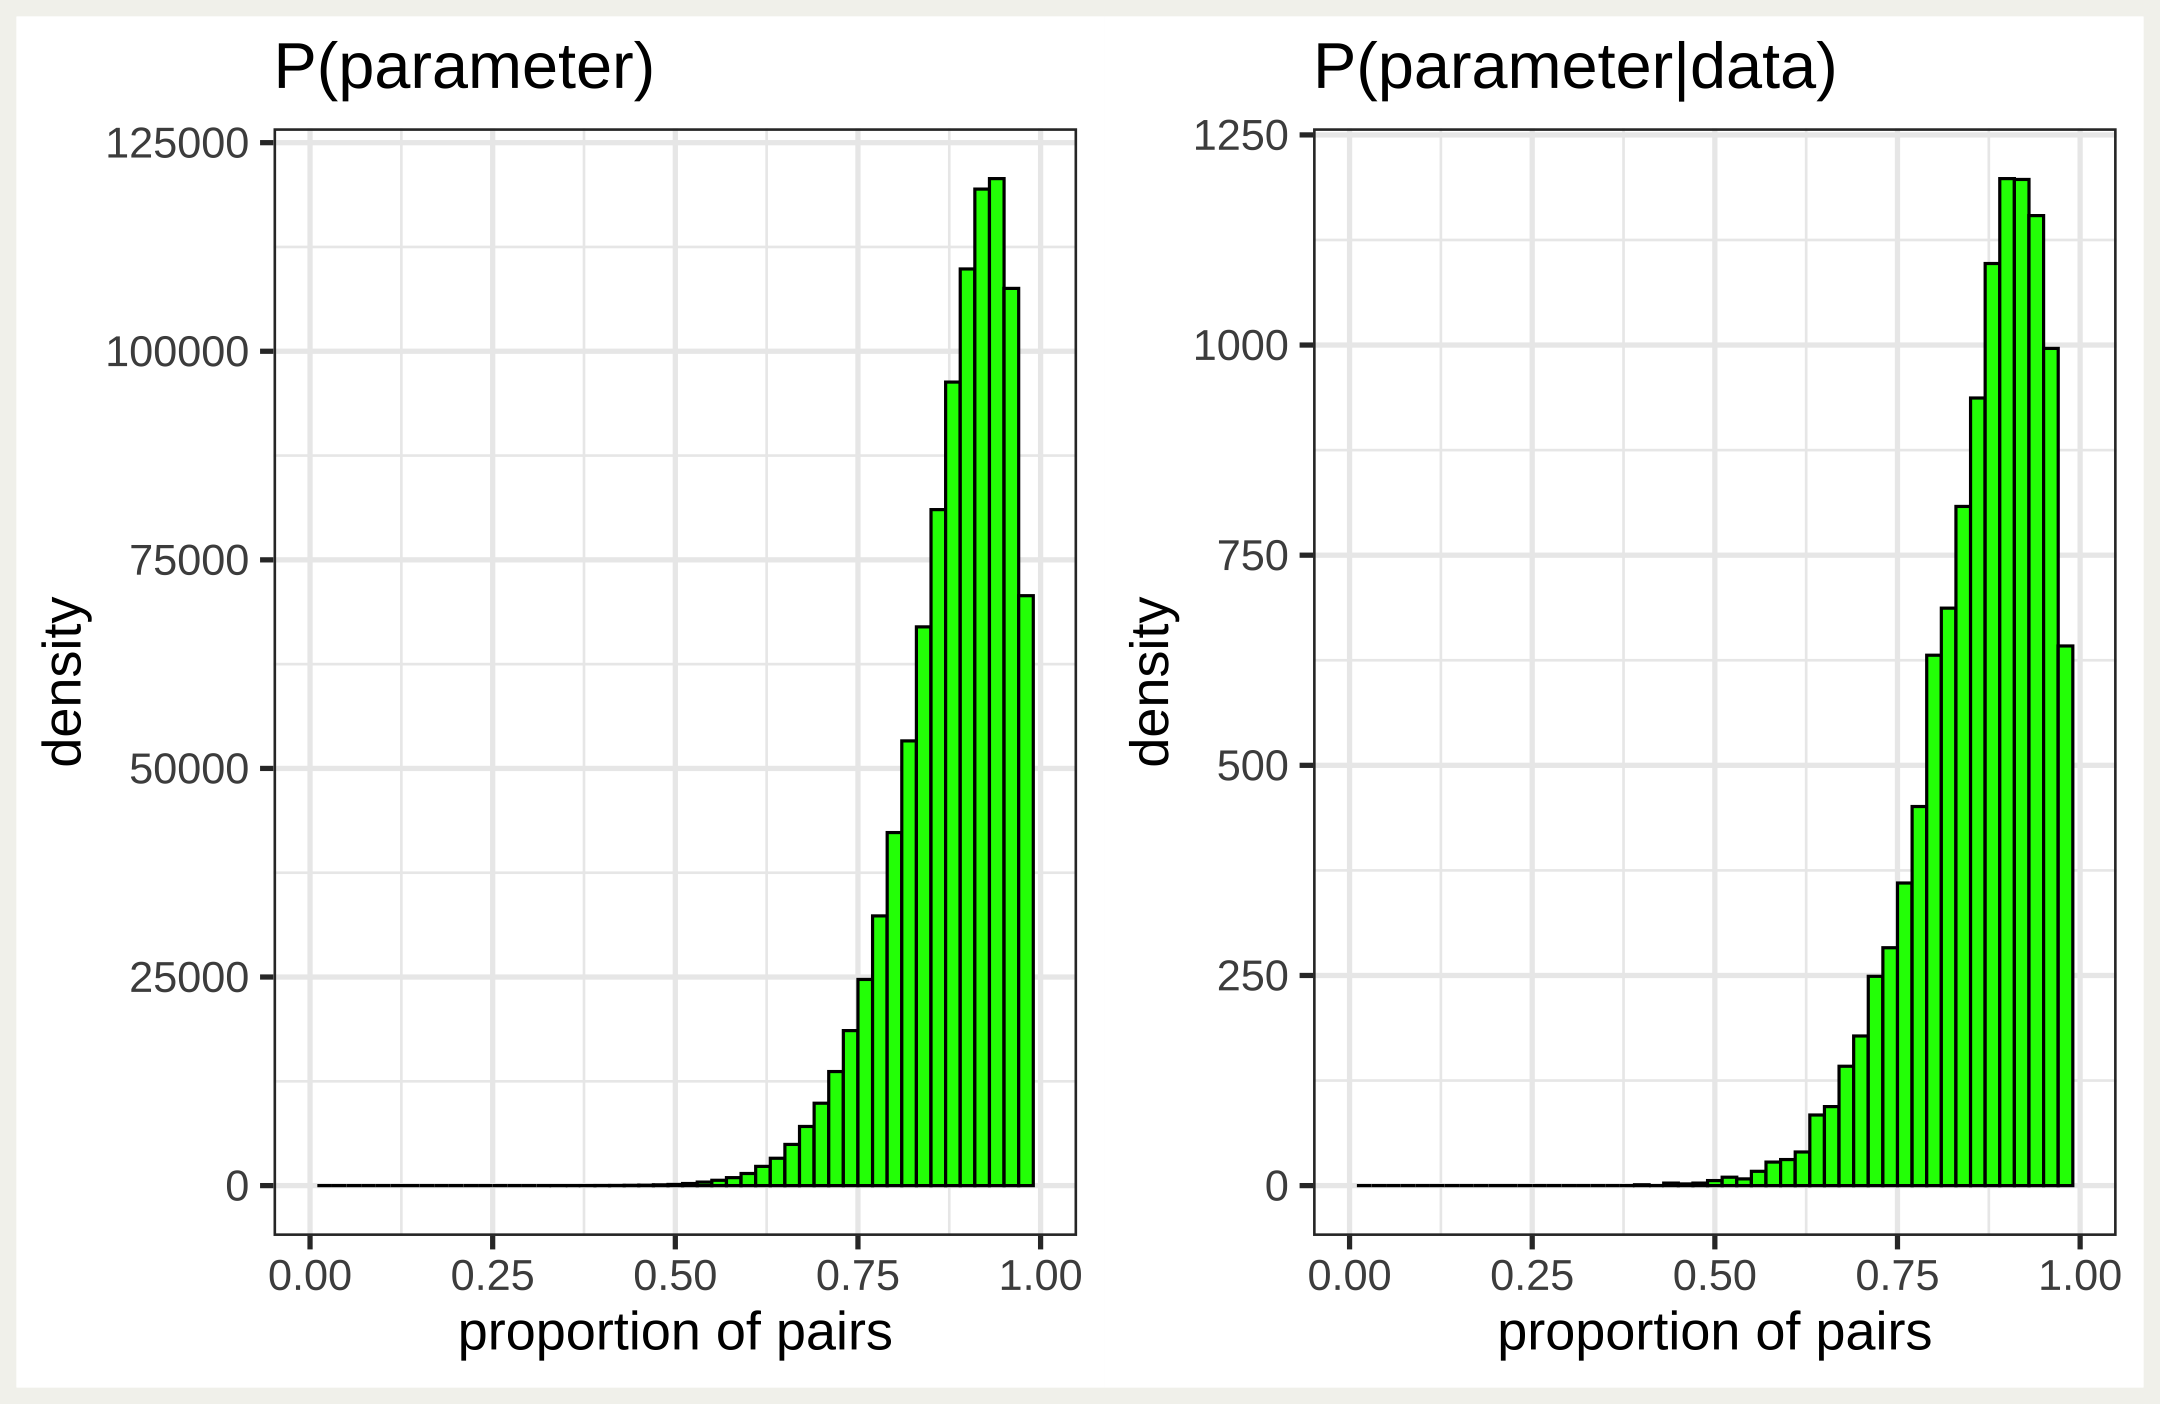 P(parameter)
125000
100000
75000
50000
25000
0
density
0.00 0.25 0.50 0.75 1.00
proportion of pairs
P(parameter|data)
1250
1000
750
500
250
0
density
0.00 0.25 0.50 0.75 1.00
proportion of pairs